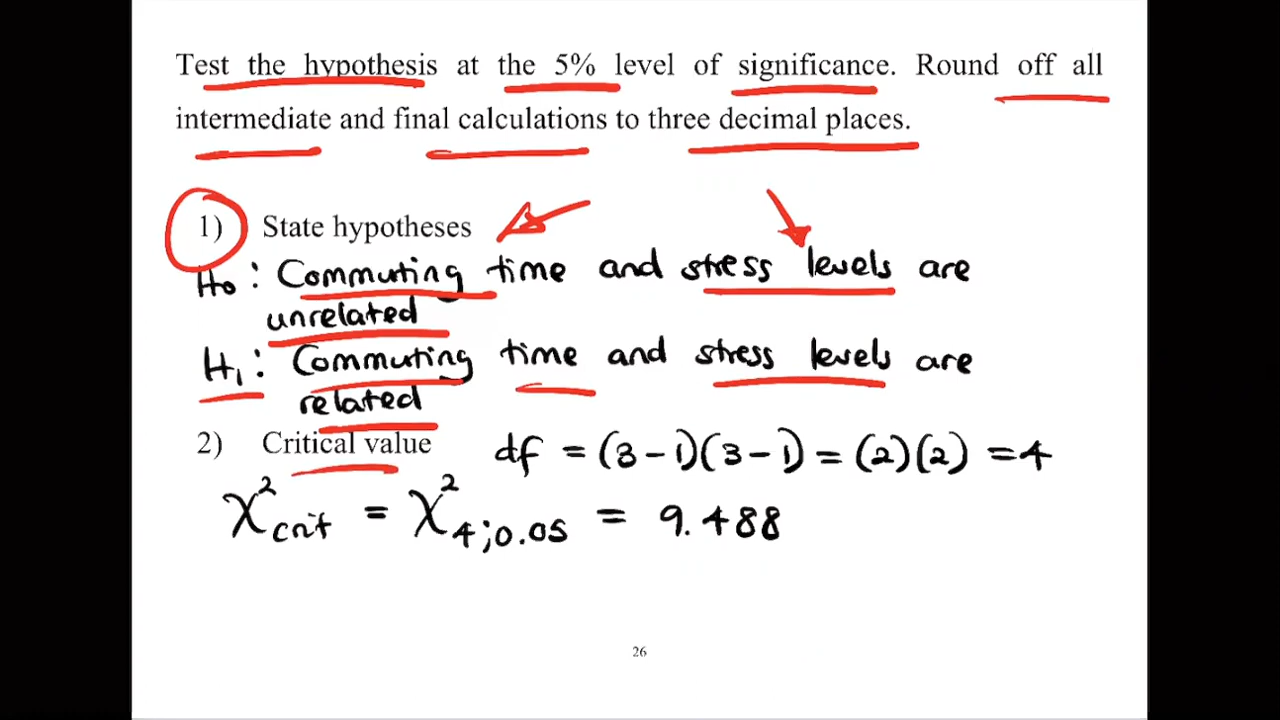 Test the hypothesis at the 5% level of significance. Round off all
intermediate and final calculations to three decimal places.
1) State hypotheses
H₀ : Commuting time and stress levels are
unrelated
H₁ : Commuting time and stress levels are
related
2) Critical value df = (3-1)(3-1) = (2)(2) = 4
χ²crit = χ²4;0.05 = 9.488
26